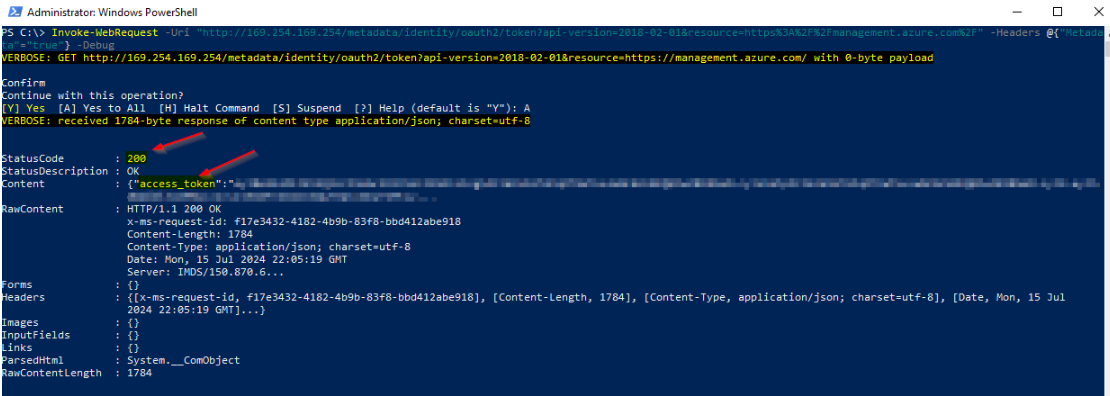 Administrator: Windows PowerShell
PS C:\> Invoke-WebRequest -Uri "http://169.254.169.254/metadata/identity/oauth2/token?api-version=2018-02-01&resource=https%3A%2F%2Fmanagement.azure.com%2F" -Headers @{"Metada
ta"="true"} -Debug
VERBOSE: GET http://169.254.169.254/metadata/identity/oauth2/token?api-version=2018-02-01&resource=https://management.azure.com/ with 0-byte payload
Confirm
Continue with this operation?
[Y] Yes  [A] Yes to All  [H] Halt Command  [S] Suspend  [?] Help (default is "Y"): A
VERBOSE: received 1784-byte response of content type application/json; charset=utf-8
StatusCode        : 200
StatusDescription : OK
Content           : {"access_token":"
RawContent        : HTTP/1.1 200 OK
x-ms-request-id: f17e3432-4182-4b9b-83f8-bbd412abe918
Content-Length: 1784
Content-Type: application/json; charset=utf-8
Date: Mon, 15 Jul 2024 22:05:19 GMT
Server: IMDS/150.870.6...
Forms             : {}
Headers           : {[x-ms-request-id, f17e3432-4182-4b9b-83f8-bbd412abe918], [Content-Length, 1784], [Content-Type, application/json; charset=utf-8], [Date, Mon, 15 Jul
2024 22:05:19 GMT]...}
Images            : {}
InputFields       : {}
Links             : {}
ParsedHtml        : System.__ComObject
RawContentLength  : 1784